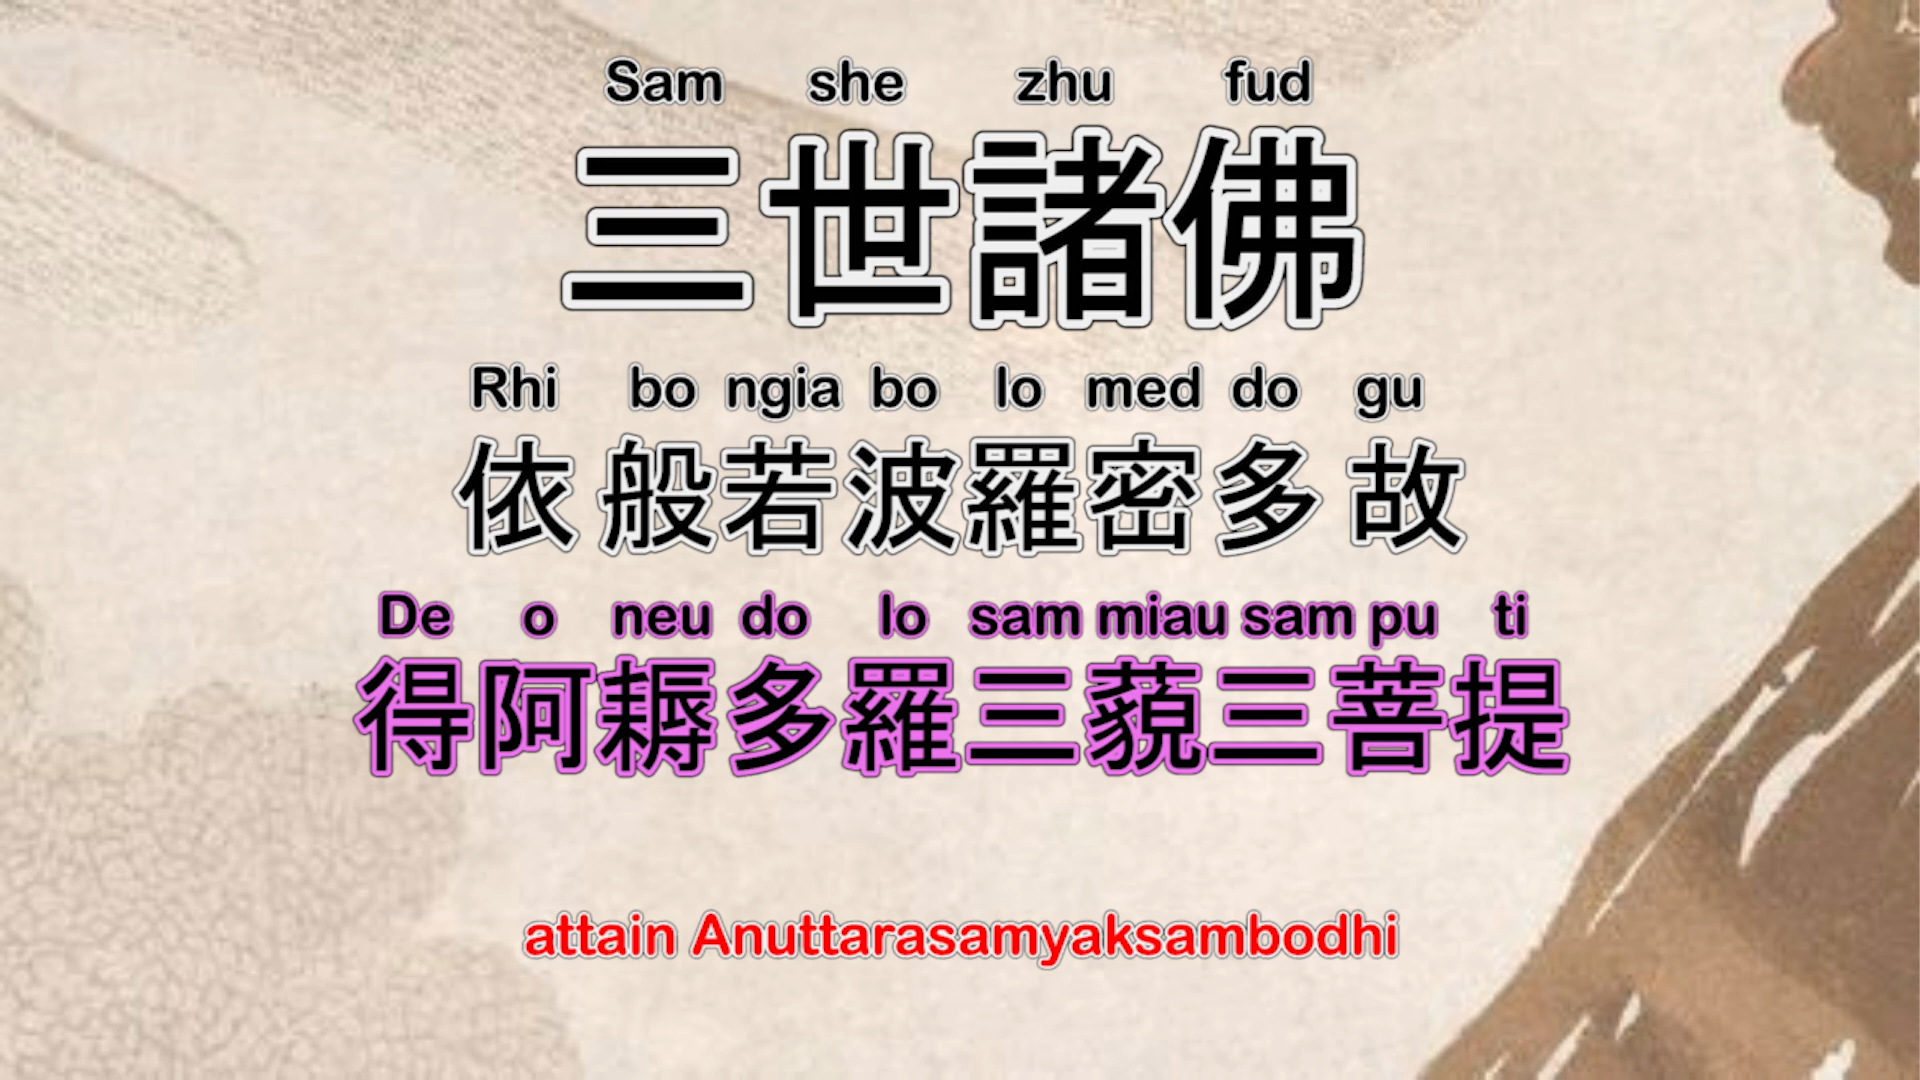 Sam she zhu fud
三世諸佛
Rhi bo ngia bo lo med do gu
依般若波羅密多故
De o neu do lo sam miau sam pu ti
得阿耨多羅三藐三菩提
attain Anuttarasamyaksambodhi